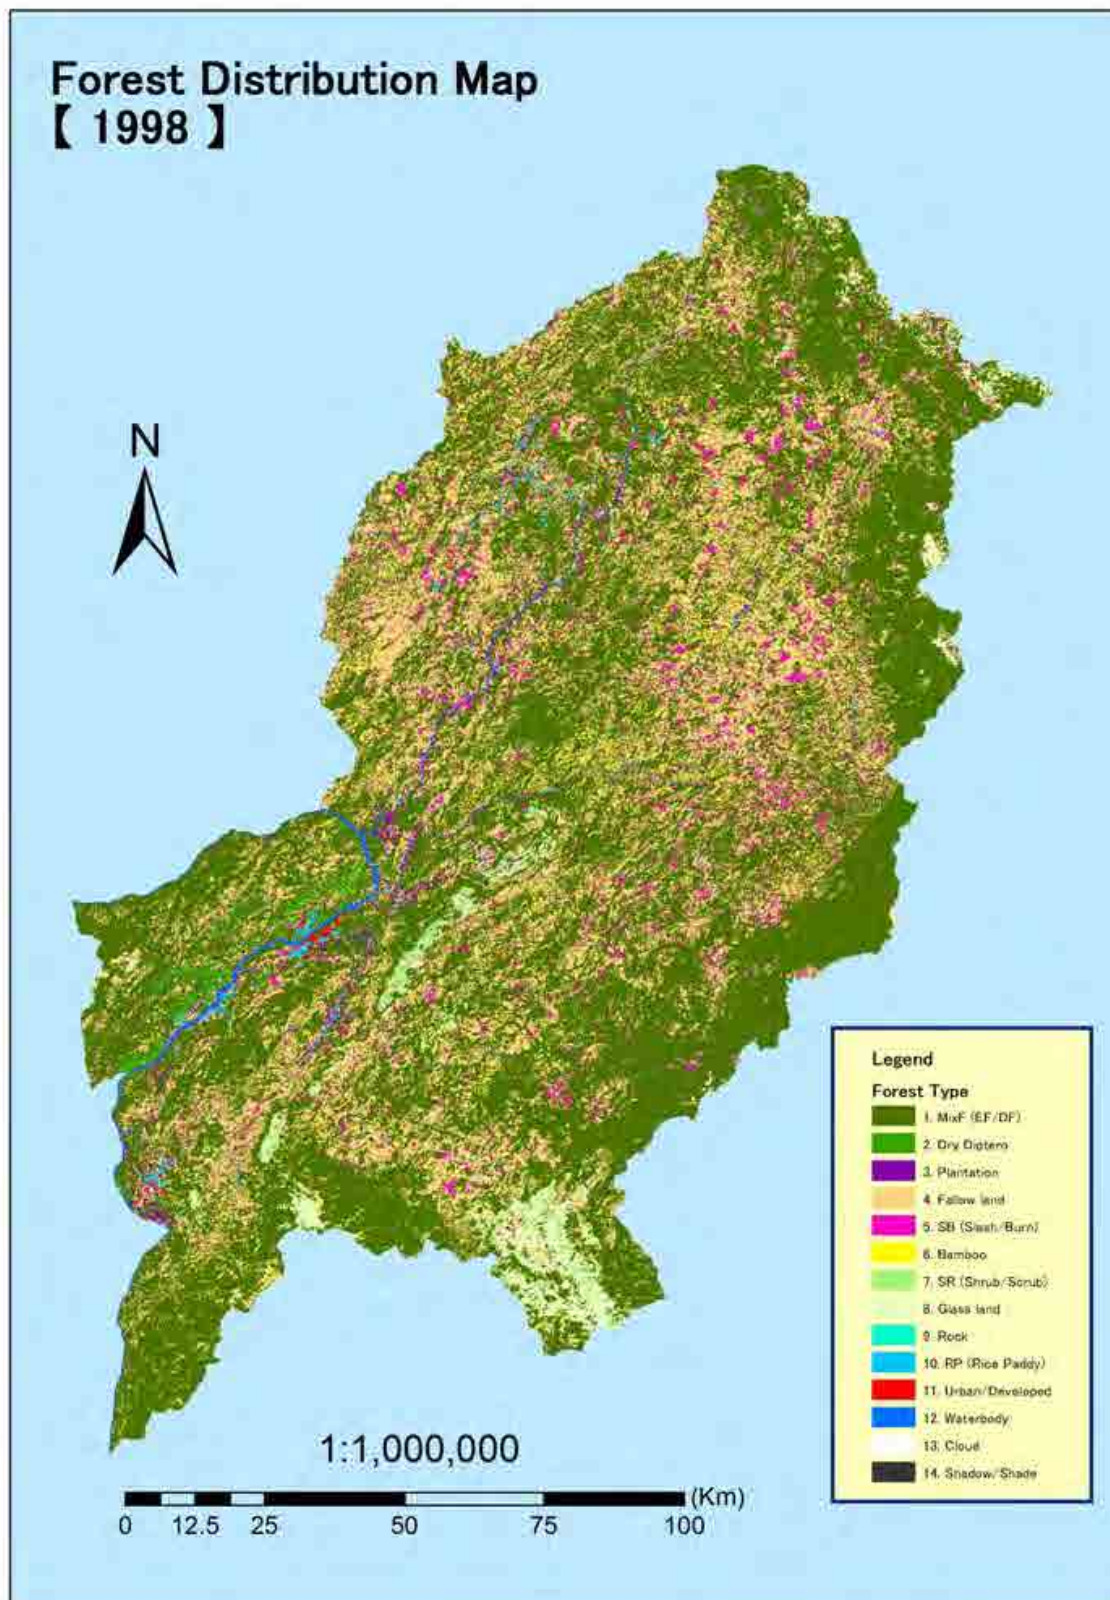 Forest Distribution Map
【 1998 】
N
Legend
Forest Type
1. MixF (EF/DF)
2. Dry Diptero
3. Plantation
4. Fallow land
5. SB (Slash/Burn)
6. Bamboo
7. SR (Shrub/Scrub)
8. Glass land
9. Rock
10. RP (Rice Paddy)
11. Urban/Developed
12. Waterbody
13. Cloud
14. Shadow/Shade
1:1,000,000
(Km)
0 12.5 25 50 75 100